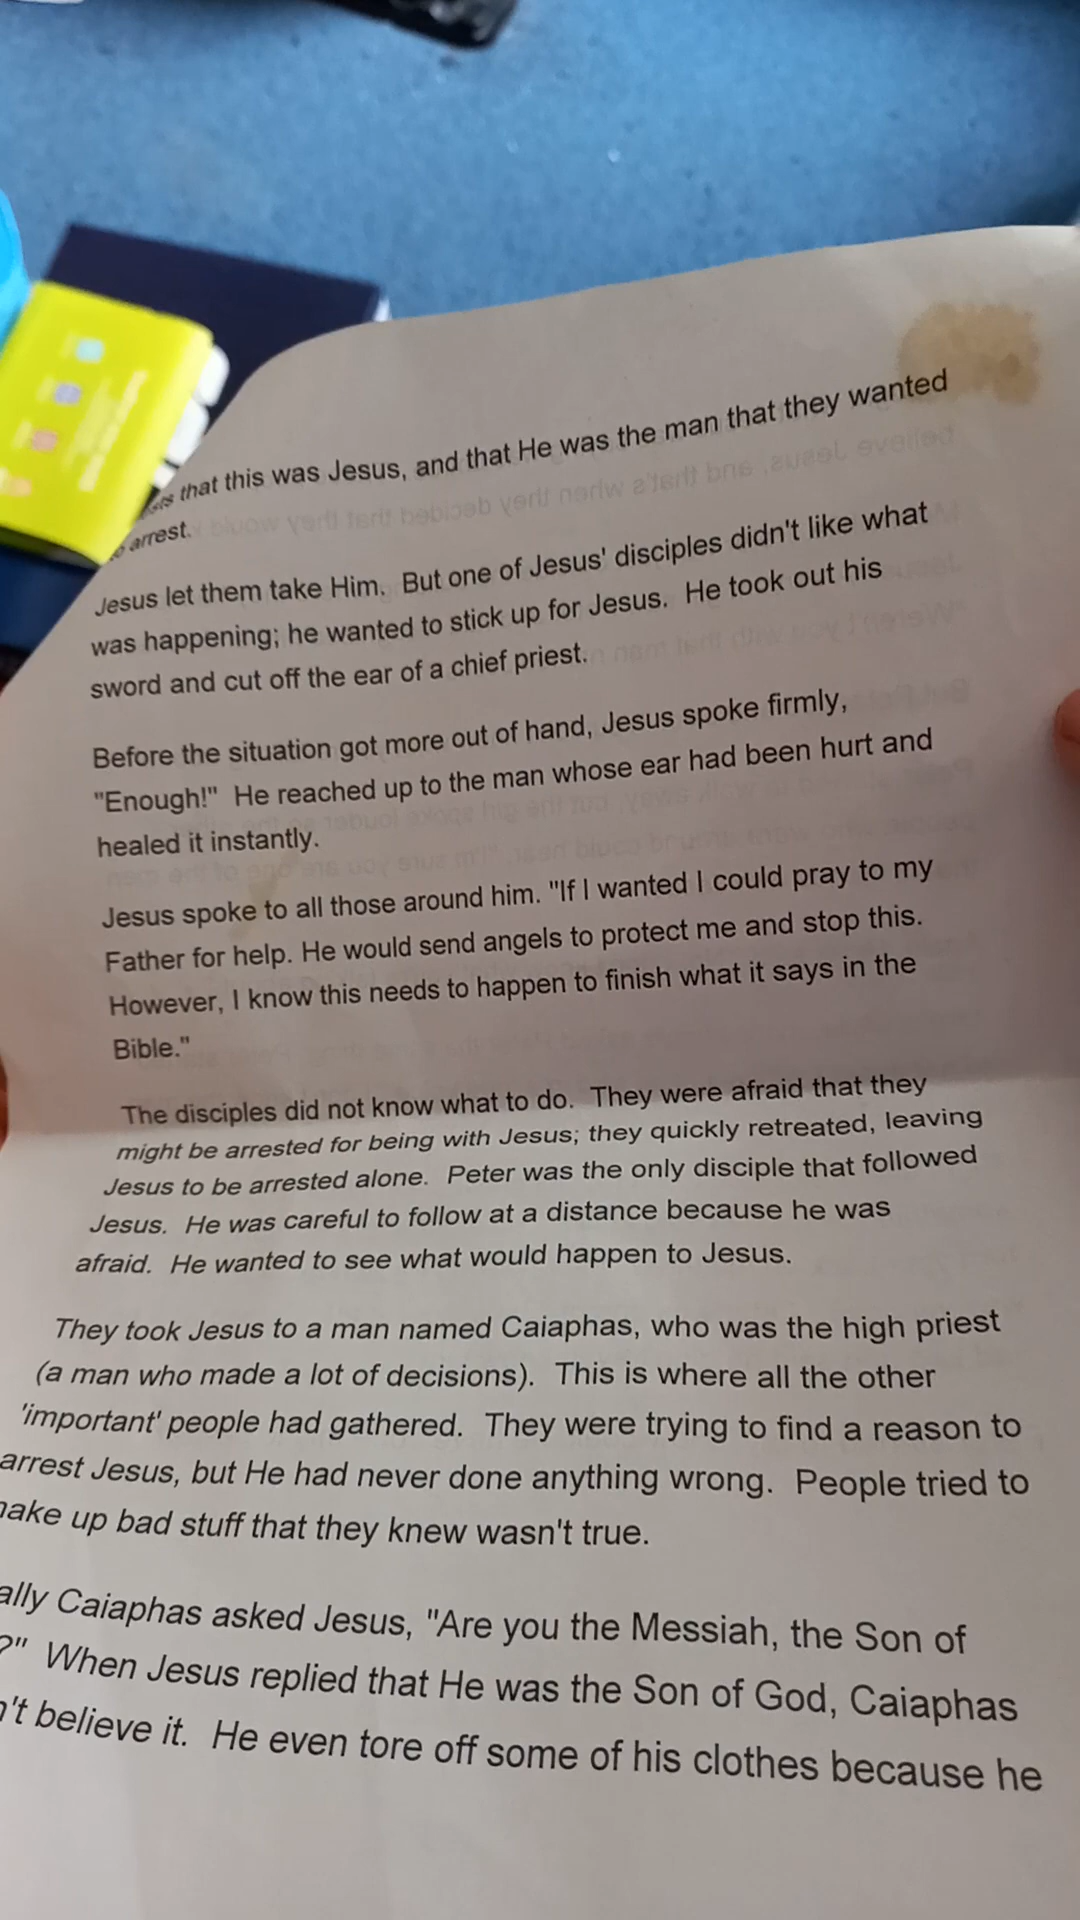 that this was Jesus, and that He was the man that they wanted
arrest.
Jesus let them take Him. But one of Jesus' disciples didn't like what
was happening; he wanted to stick up for Jesus. He took out his
sword and cut off the ear of a chief priest.
Before the situation got more out of hand, Jesus spoke firmly,
"Enough!" He reached up to the man whose ear had been hurt and
healed it instantly.
Jesus spoke to all those around him. "If I wanted I could pray to my
Father for help. He would send angels to protect me and stop this.
However, I know this needs to happen to finish what it says in the
Bible."
The disciples did not know what to do. They were afraid that they
might be arrested for being with Jesus; they quickly retreated, leaving
Jesus to be arrested alone. Peter was the only disciple that followed
Jesus. He was careful to follow at a distance because he was
afraid. He wanted to see what would happen to Jesus.
They took Jesus to a man named Caiaphas, who was the high priest
(a man who made a lot of decisions). This is where all the other
'important' people had gathered. They were trying to find a reason to
arrest Jesus, but He had never done anything wrong. People tried to
ake up bad stuff that they knew wasn't true.
ally Caiaphas asked Jesus, "Are you the Messiah, the Son of
?" When Jesus replied that He was the Son of God, Caiaphas
't believe it. He even tore off some of his clothes because he